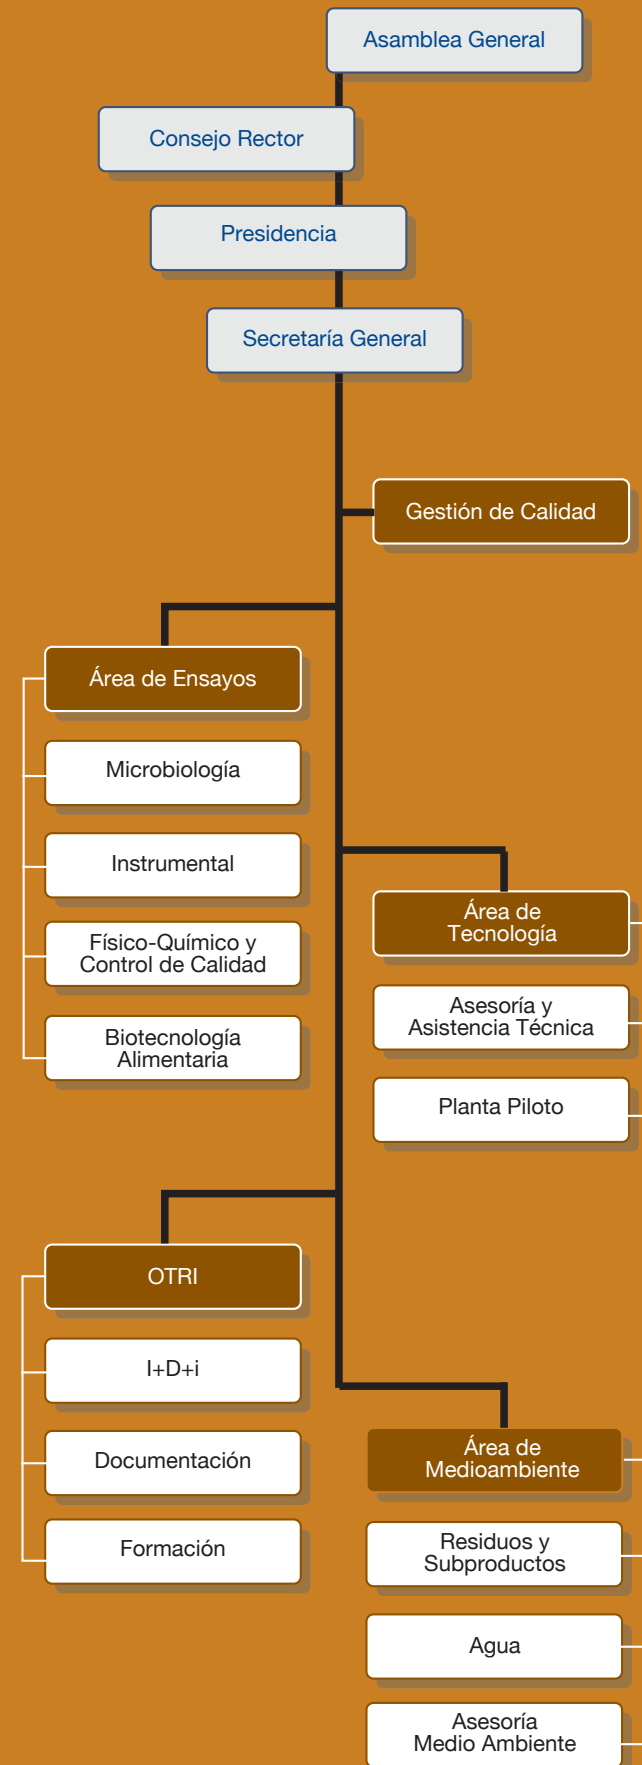 Asamblea General
Consejo Rector
Presidencia
Secretaría General
Gestión de Calidad
Área de Ensayos
Microbiología
Instrumental
Físico-Químico y
Control de Calidad
Biotecnología
Alimentaria
Área de
Tecnología
Asesoría y
Asistencia Técnica
Planta Piloto
OTRI
I+D+i
Documentación
Formación
Área de
Medioambiente
Residuos y
Subproductos
Agua
Asesoría
Medio Ambiente